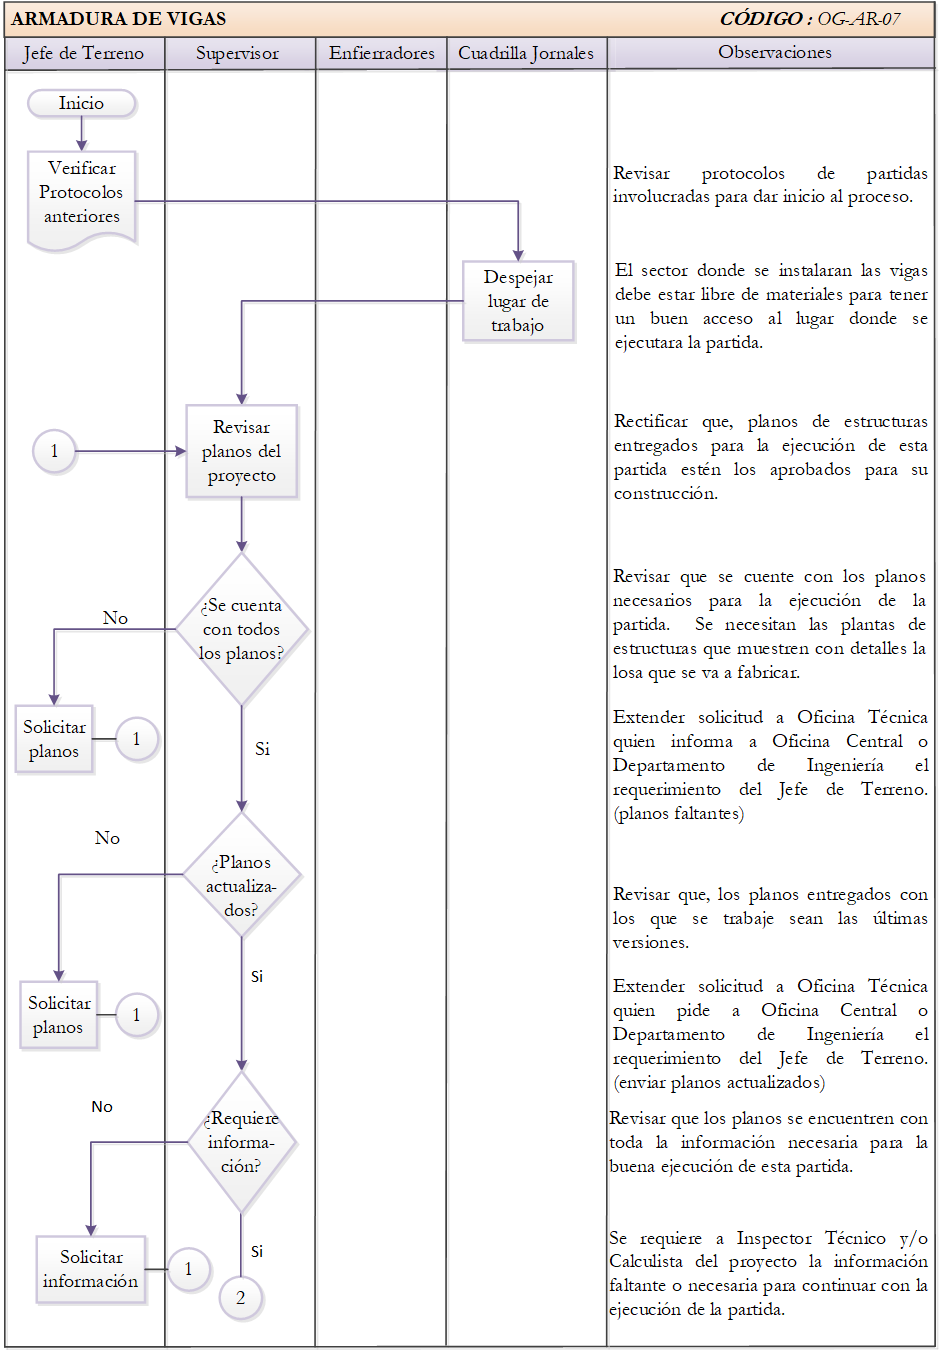 ARMADURA DE VIGAS
CÓDIGO : OG-AR-07
Jefe de Terreno
Supervisor
Enfierradores
Cuadrilla Jornales
Observaciones
Inicio
Verificar
Protocolos
anteriores
Revisar protocolos de partidas
involucradas para dar inicio al proceso.
Despejar
lugar de
trabajo
El sector donde se instalaran las vigas
debe estar libre de materiales para tener
un buen acceso al lugar donde se
ejecutara la partida.
1
Revisar
planos del
proyecto
Rectificar que, planos de estructuras
entregados para la ejecución de esta
partida estén los aprobados para su
construcción.
¿Se cuenta
con todos
los planos?
No
Revisar que se cuente con los planos
necesarios para la ejecución de la
partida. Se necesitan las plantas de
estructuras que muestren con detalles la
losa que se va a fabricar.
Solicitar
planos
1
Si
Extender solicitud a Oficina Técnica
quien informa a Oficina Central o
Departamento de Ingeniería el
requerimiento del Jefe de Terreno.
(planos faltantes)
No
¿Planos
actualiza-
dos?
Revisar que, los planos entregados con
los que se trabaje sean las últimas
versiones.
Si
Solicitar
planos
1
Extender solicitud a Oficina Técnica
quien pide a Oficina Central o
Departamento de Ingeniería el
requerimiento del Jefe de Terreno.
(enviar planos actualizados)
No
¿Requiere
informa-
ción?
Revisar que los planos se encuentren con
toda la información necesaria para la
buena ejecución de esta partida.
Solicitar
información
1
Si
2
Se requiere a Inspector Técnico y/o
Calculista del proyecto la información
faltante o necesaria para continuar con la
ejecución de la partida.